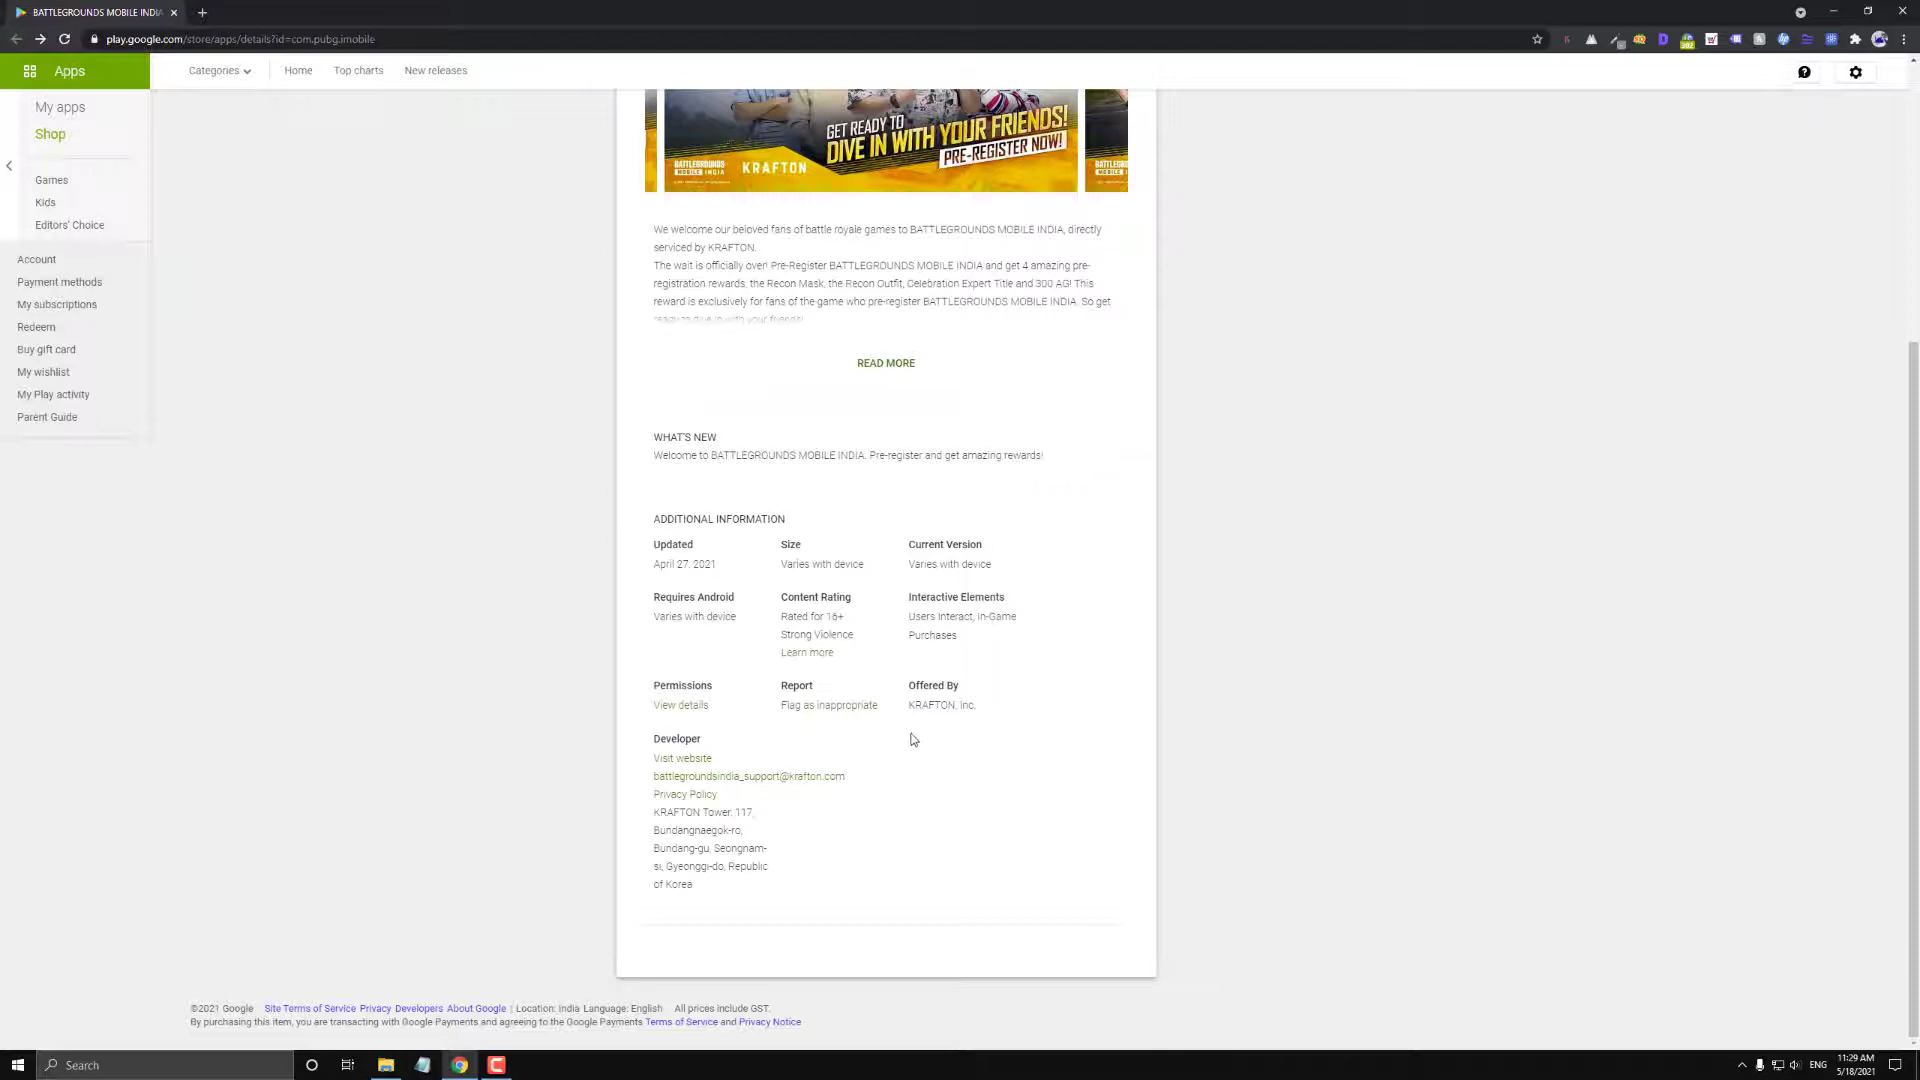 BATTLEGROUNDS MOBILE INDIA
play.google.com/store/apps/details?id=com.pubg.imobile
Apps
Categories
Home
Top charts
New releases
My apps
Shop
Games
Kids
Editors' Choice
Account
Payment methods
My subscriptions
Redeem
Buy gift card
My wishlist
My Play activity
Parent Guide
GET READY TO
DIVE IN WITH YOUR FRIENDS!
PRE-REGISTER NOW!
BATTLEGROUNDS
MOBILE INDIA
KRAFTON
We welcome our beloved fans of battle royale games to BATTLEGROUNDS MOBILE INDIA, directly
serviced by KRAFTON.
The wait is officially over! Pre-Register BATTLEGROUNDS MOBILE INDIA and get 4 amazing pre-
registration rewards, the Recon Mask, the Recon Outfit, Celebration Expert Title and 300 AG! This
reward is exclusively for fans of the game who pre-register BATTLEGROUNDS MOBILE INDIA. So get
ready to dive in with your friends!
READ MORE
WHAT'S NEW
Welcome to BATTLEGROUNDS MOBILE INDIA. Pre-register and get amazing rewards!
ADDITIONAL INFORMATION
Updated
April 27, 2021
Size
Varies with device
Current Version
Varies with device
Requires Android
Varies with device
Content Rating
Rated for 16+
Strong Violence
Learn more
Interactive Elements
Users Interact, In-Game
Purchases
Permissions
View details
Report
Flag as inappropriate
Offered By
KRAFTON, Inc.
Developer
Visit website
battlegroundsindia_support@krafton.com
Privacy Policy
KRAFTON Tower, 117,
Bundangnaegok-ro,
Bundang-gu, Seongnam-
si, Gyeonggi-do, Republic
of Korea
©2021 Google Site Terms of Service Privacy Developers About Google | Location: India Language: English All prices include GST.
By purchasing this item, you are transacting with Google Payments and agreeing to the Google Payments Terms of Service and Privacy Notice
Search
ENG
11:29 AM
5/18/2021